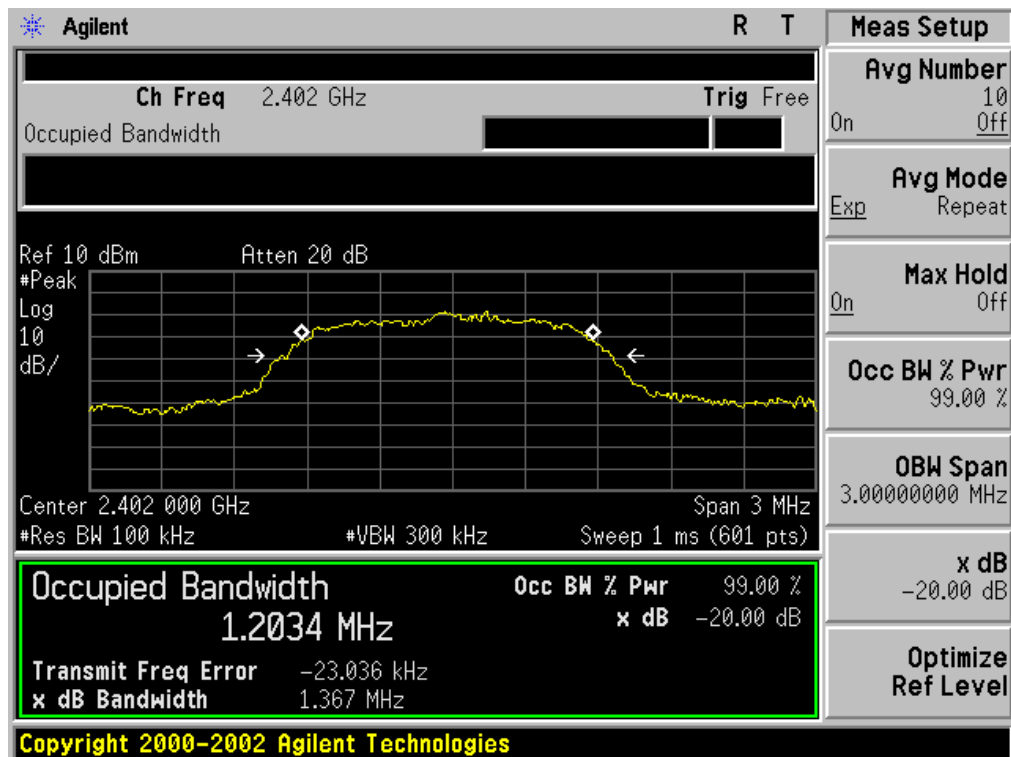 Agilent R T
Ch Freq 2.402 GHz Trig Free
Occupied Bandwidth
Ref 10 dBm Atten 20 dB
#Peak
Log
10
dB/
Center 2.402 000 GHz Span 3 MHz
#Res BW 100 kHz #VBW 300 kHz Sweep 1 ms (601 pts)
Occupied Bandwidth Occ BW % Pwr 99.00 %
1.2034 MHz x dB -20.00 dB
Transmit Freq Error -23.036 kHz
x dB Bandwidth 1.367 MHz
Copyright 2000-2002 Agilent Technologies
Meas Setup
Avg Number
10
On Off
Avg Mode
Exp Repeat
Max Hold
On Off
Occ BW % Pwr
99.00 %
OBW Span
3.00000000 MHz
x dB
-20.00 dB
Optimize
Ref Level